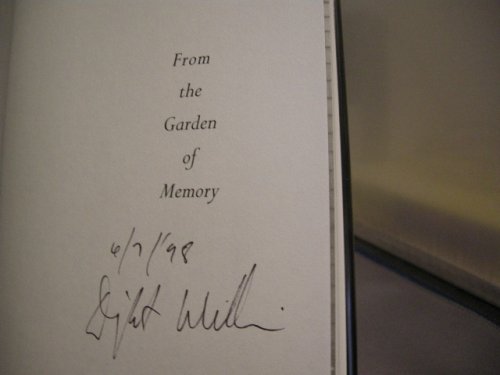 From
the
Garden
of
Memory
6/7/'98